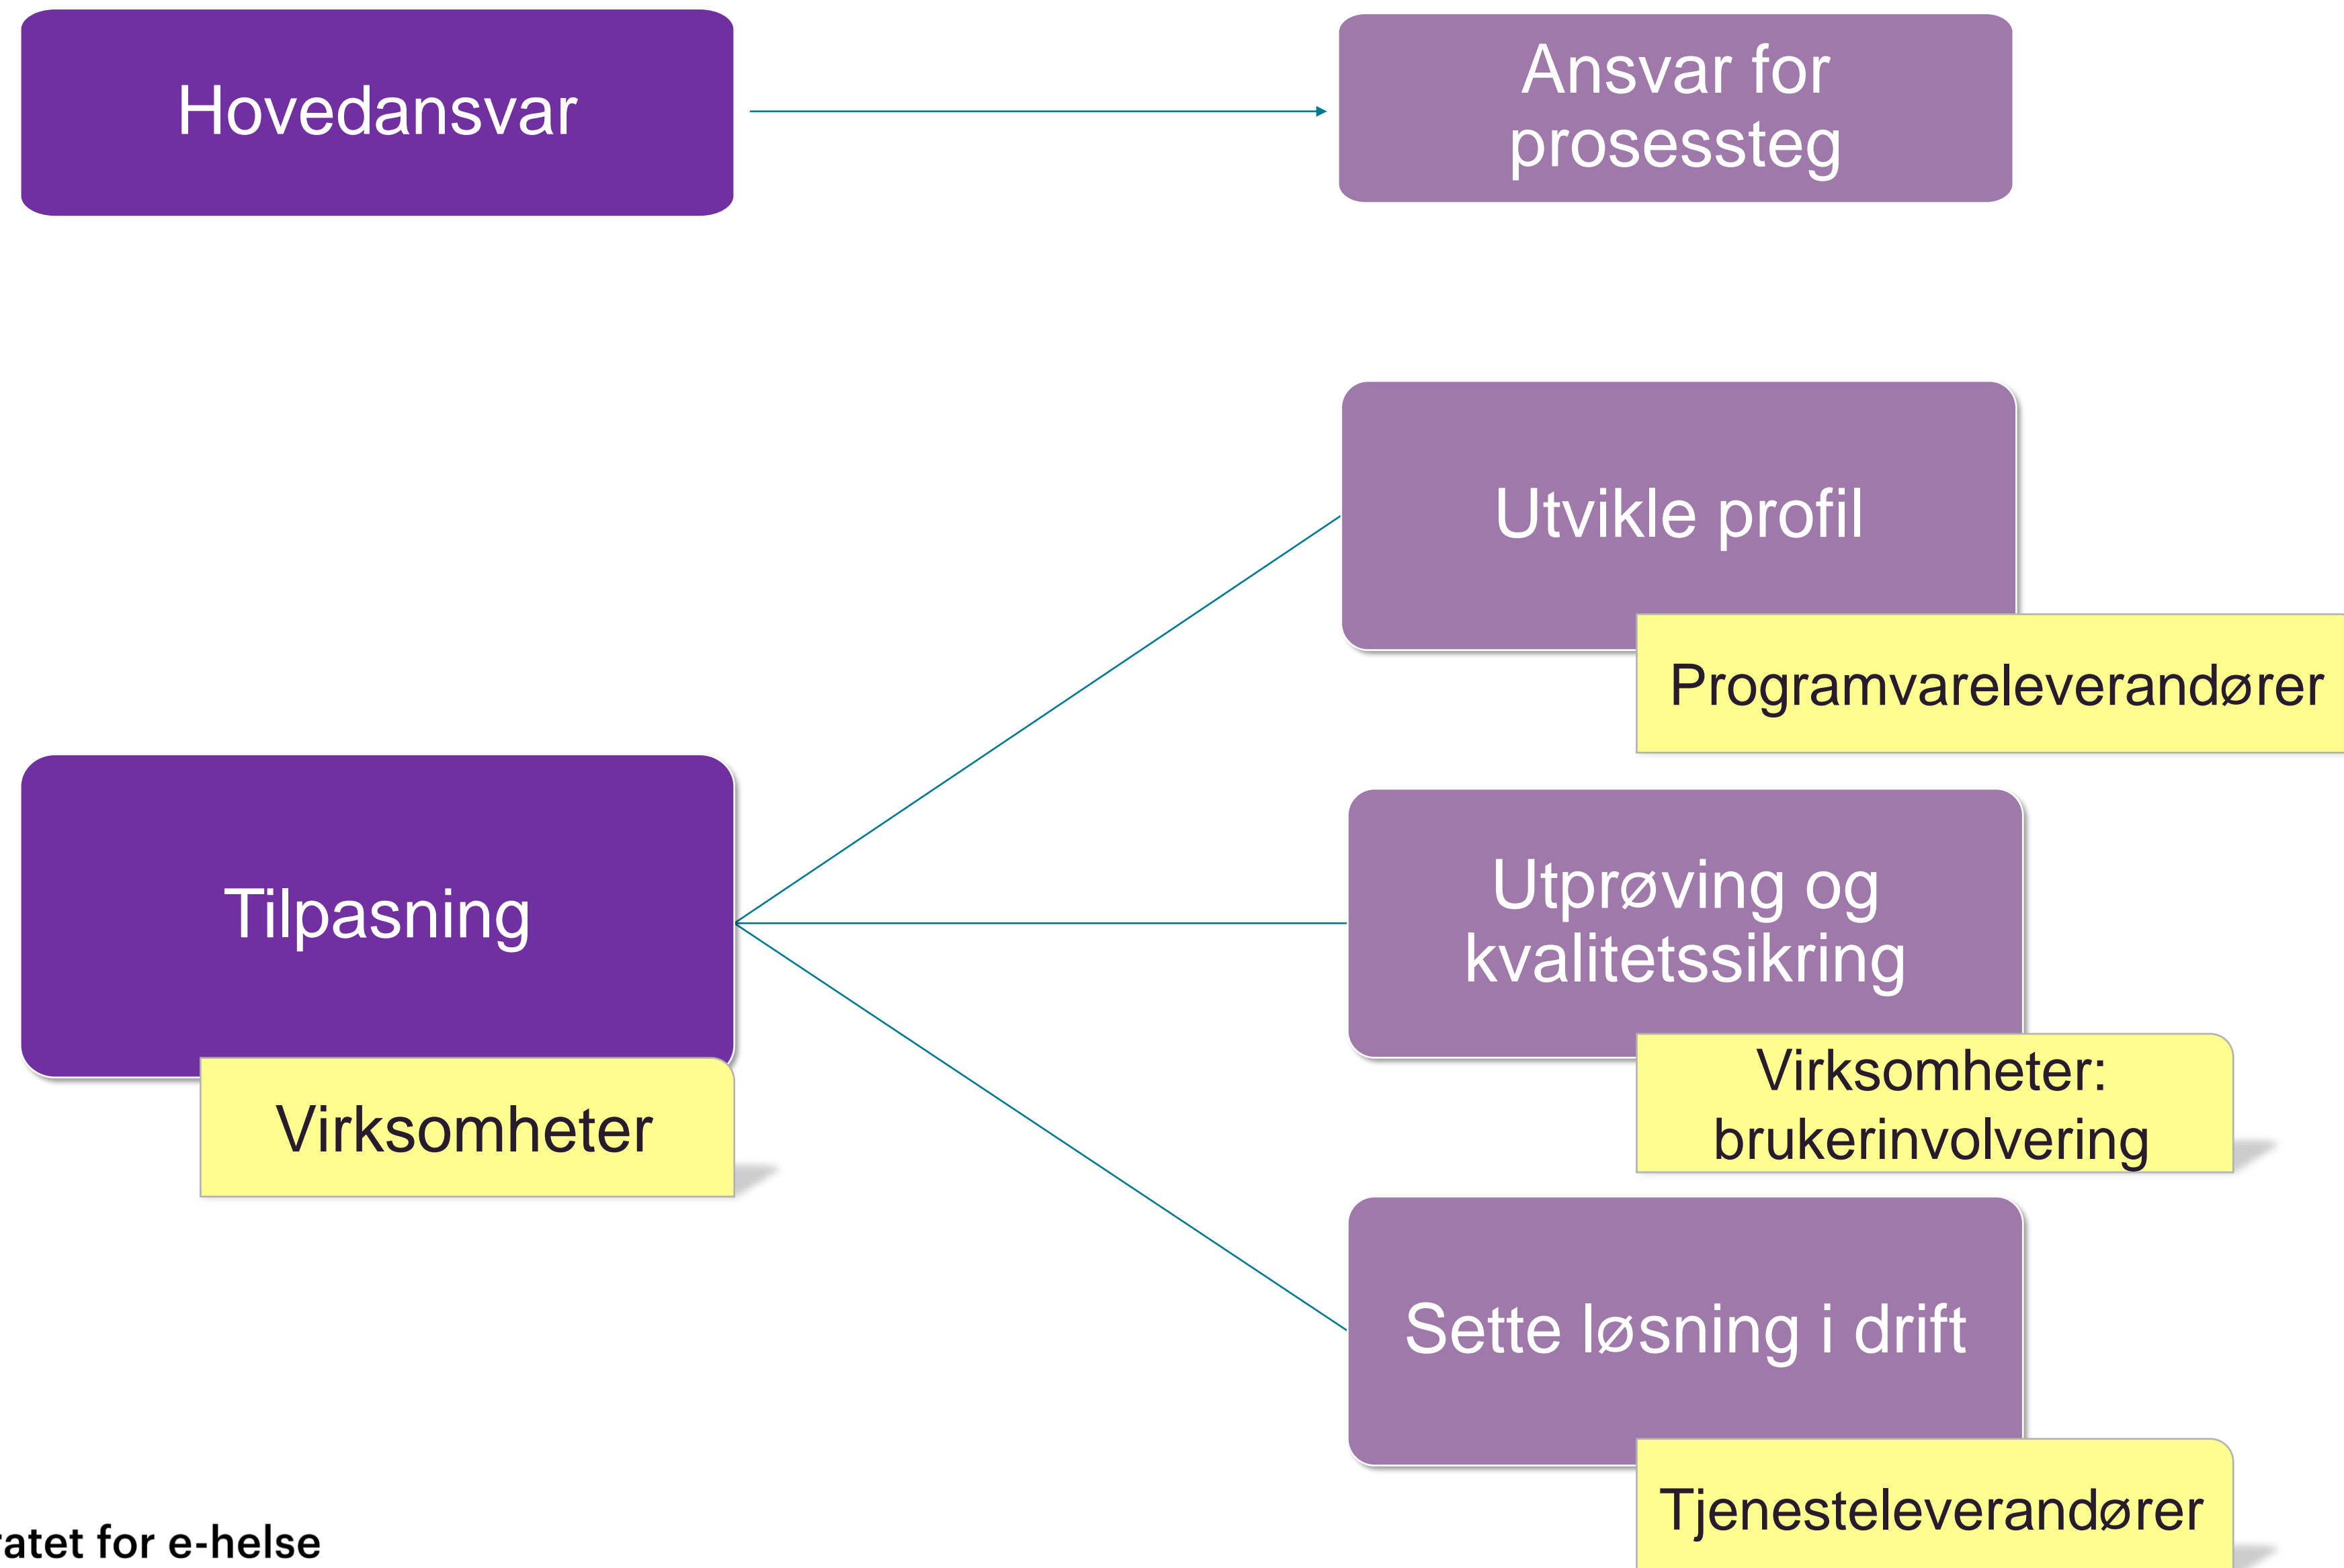 Hovedansvar
Ansvar for
prosessteg
Utvikle profil
Programvareleverandører
Tilpasning
Virksomheter
Utprøving og
kvalitetssikring
Virksomheter:
brukerinvolvering
Sette løsning i drift
Tjenesteleverandører
for e-helse